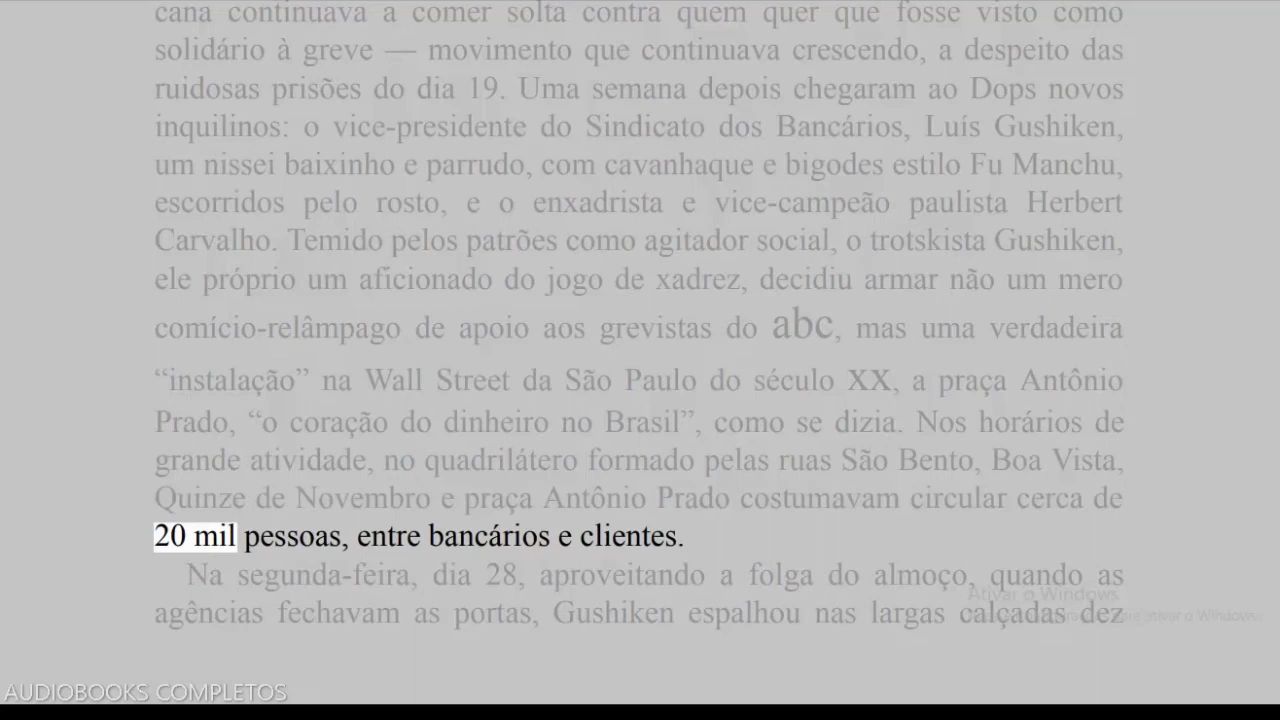 cana continuava a comer solta contra quem quer que fosse visto como
solidário à greve — movimento que continuava crescendo, a despeito das
ruidosas prisões do dia 19. Uma semana depois chegaram ao Dops novos
inquilinos: o vice-presidente do Sindicato dos Bancários, Luís Gushiken,
um nissei baixinho e parrudo, com cavanhaque e bigodes estilo Fu Manchu,
escorridos pelo rosto, e o enxadrista e vice-campeão paulista Herbert
Carvalho. Temido pelos patrões como agitador social, o trotskista Gushiken,
ele próprio um aficionado do jogo de xadrez, decidiu armar não um mero
comício-relâmpago de apoio aos grevistas do abc, mas uma verdadeira
“instalação” na Wall Street da São Paulo do século XX, a praça Antônio
Prado, “o coração do dinheiro no Brasil”, como se dizia. Nos horários de
grande atividade, no quadrilátero formado pelas ruas São Bento, Boa Vista,
Quinze de Novembro e praça Antônio Prado costumavam circular cerca de
20 mil pessoas, entre bancários e clientes.
Na segunda-feira, dia 28, aproveitando a folga do almoço, quando as
agências fechavam as portas, Gushiken espalhou nas largas calçadas dez
Ativar o Windows
para ativar o Windows.
AUDIOBOOKS COMPLETOS